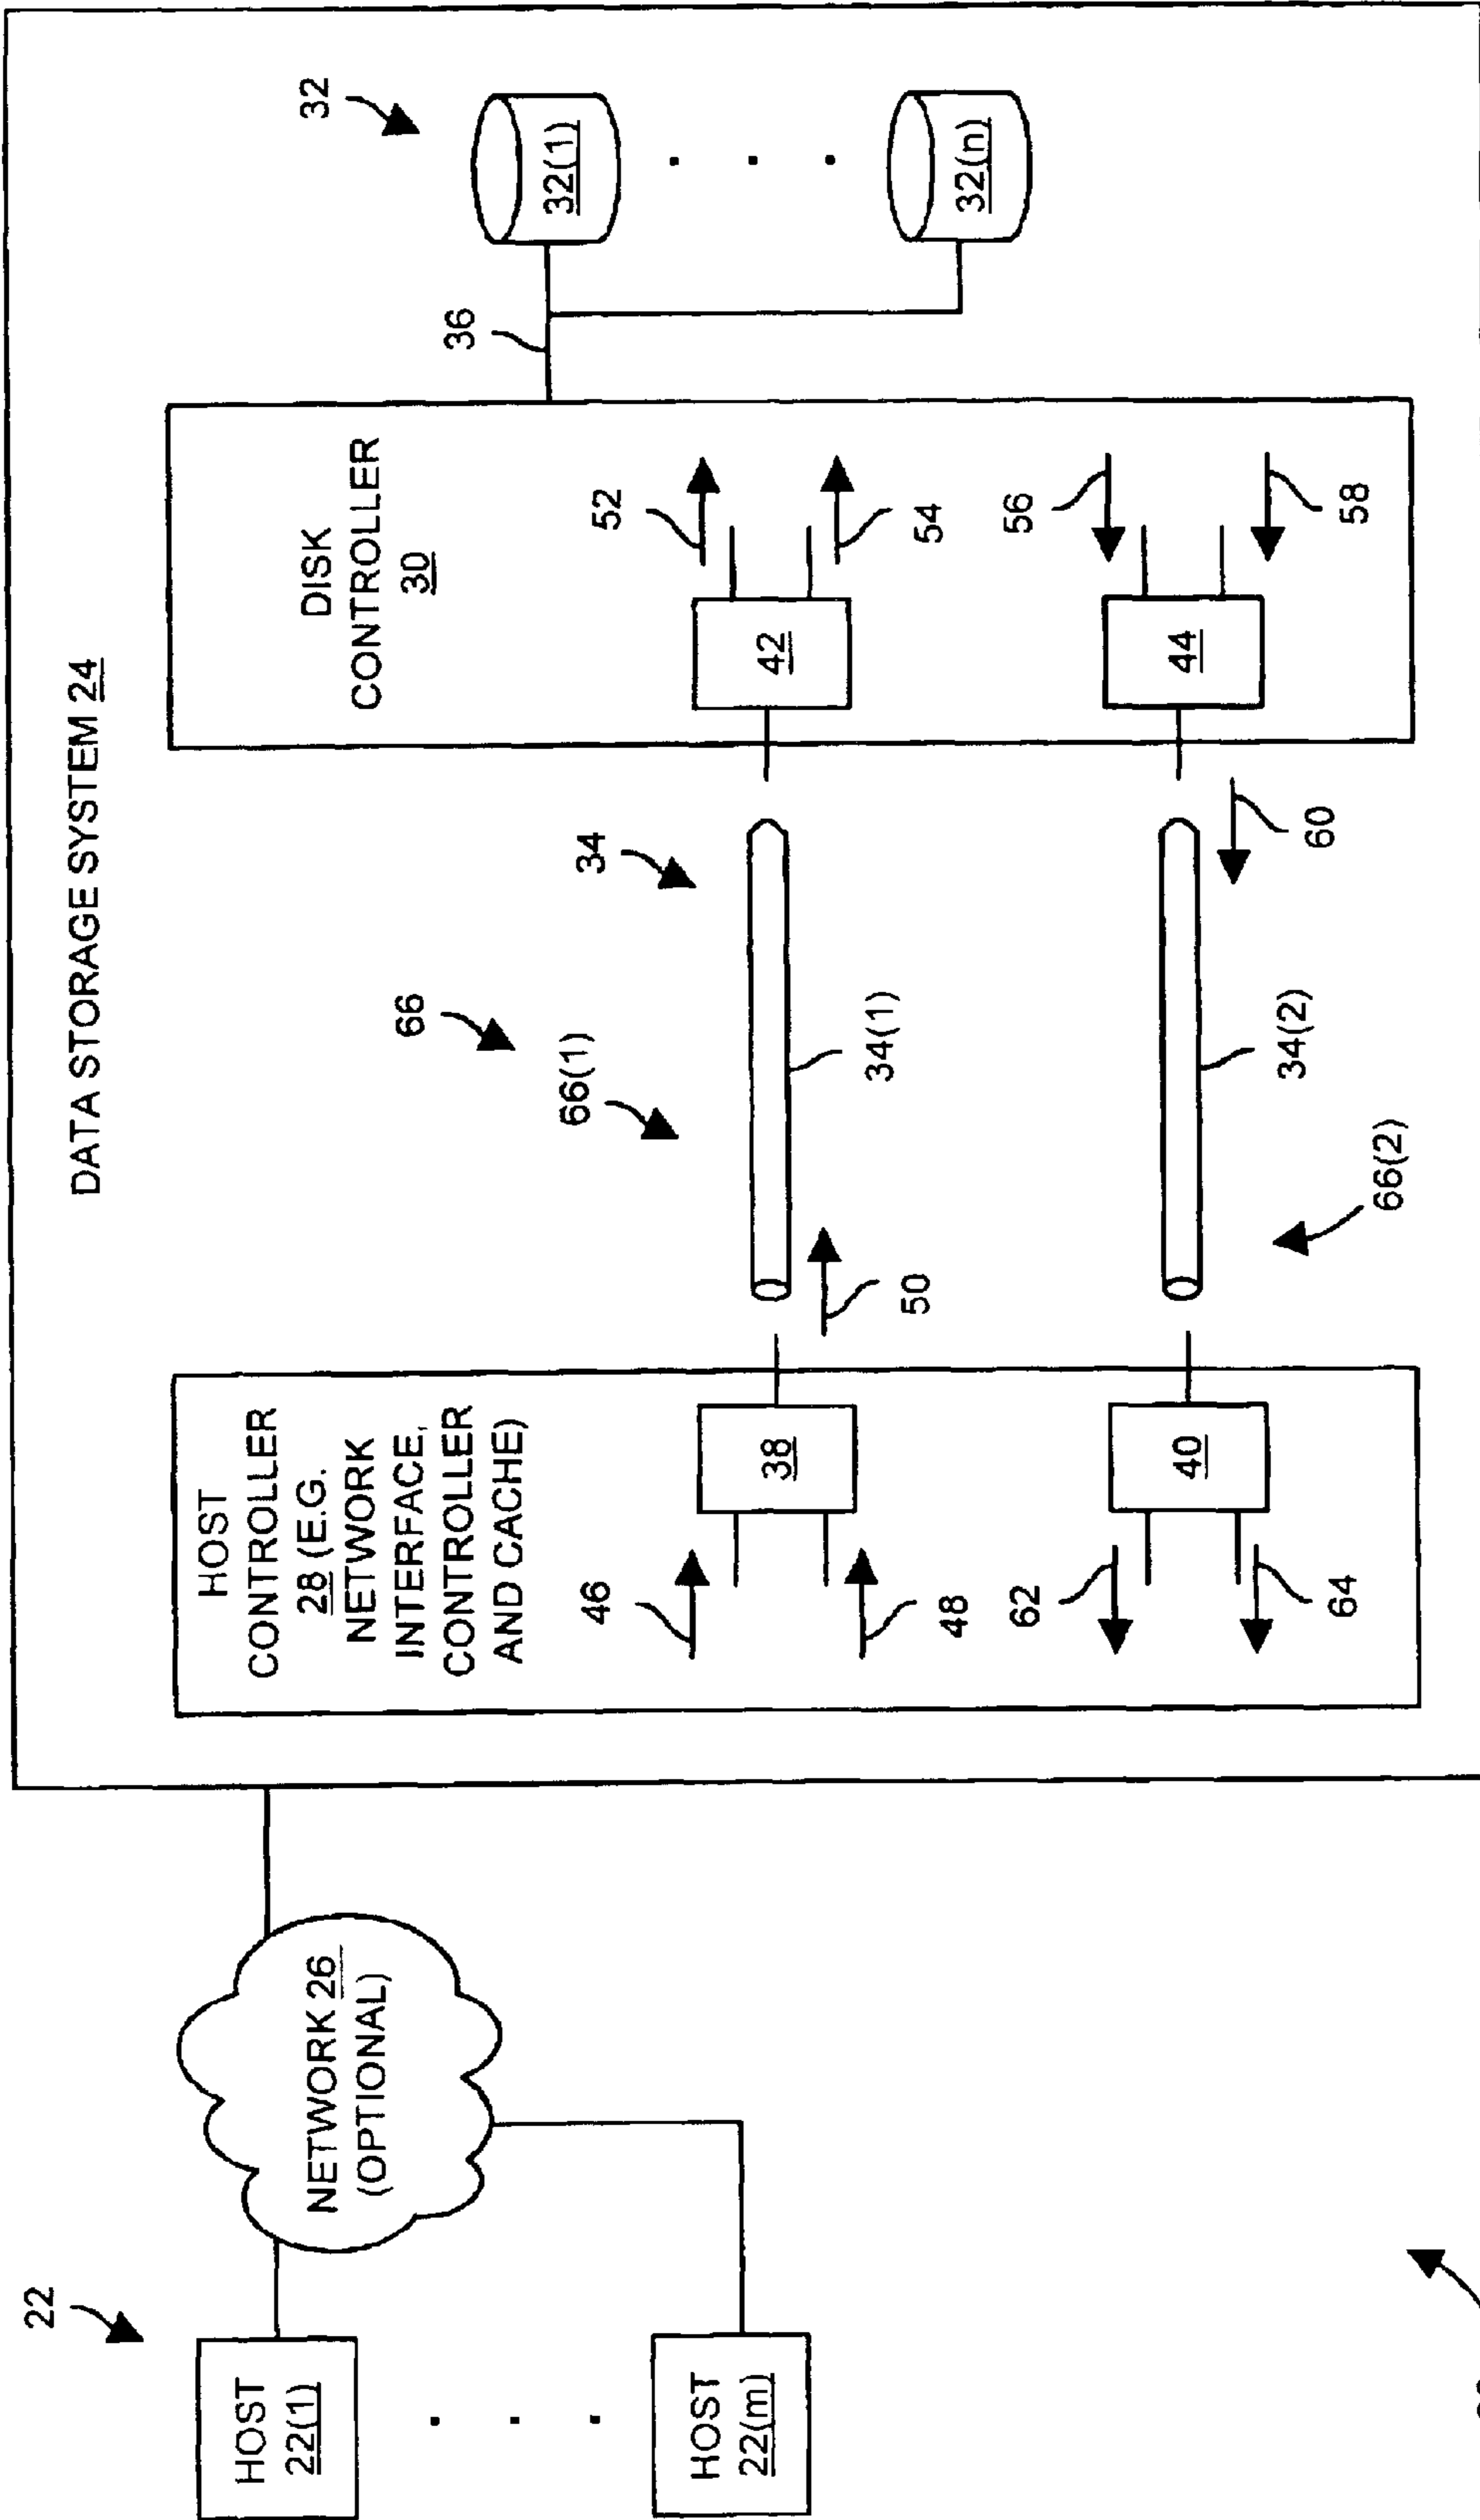 DATA STORAGE SYSTEM 24
22
HOST
22(1)
HOST
22(m)
NETWORK 26
(OPTIONAL)
HOST
CONTROLLER
28 (E.G.
NETWORK
INTERFACE,
CONTROLLER
AND CACHE)
46
38
48
62
40
64
66
66(1)
34
50
34(1)
34(2)
60
66(2)
DISK
CONTROLLER
30
52
42
54
56
44
58
36
32
32(1)
32(n)